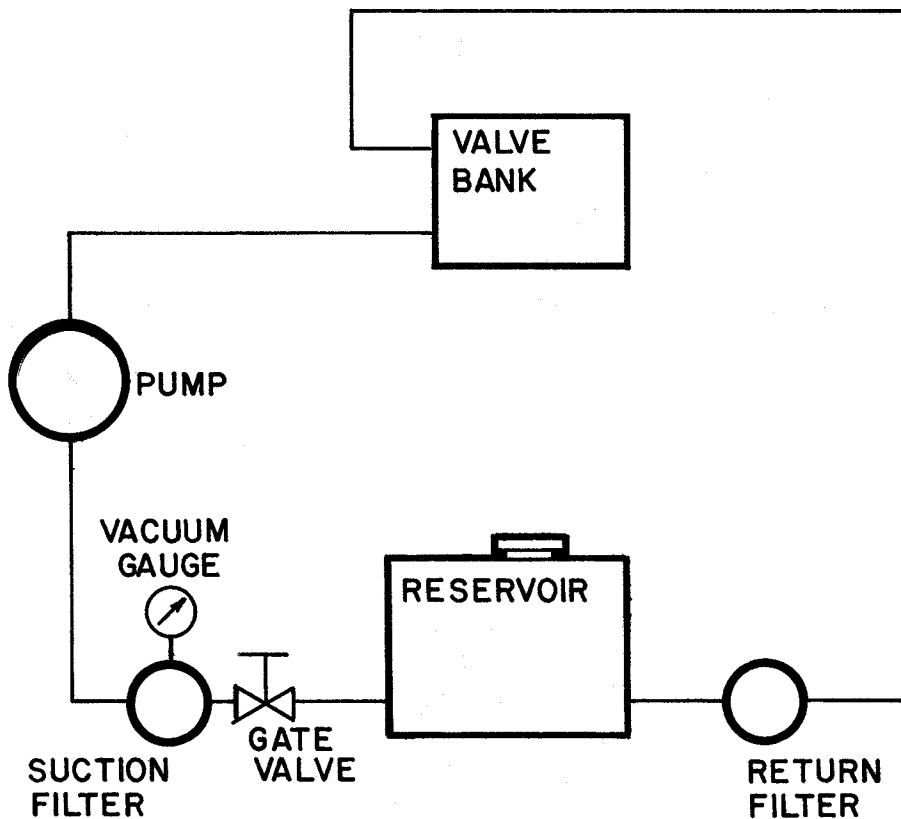 VALVE
BANK
PUMP
VACUUM
GAUGE
RESERVOIR
GATE
VALVE
SUCTION
FILTER
RETURN
FILTER